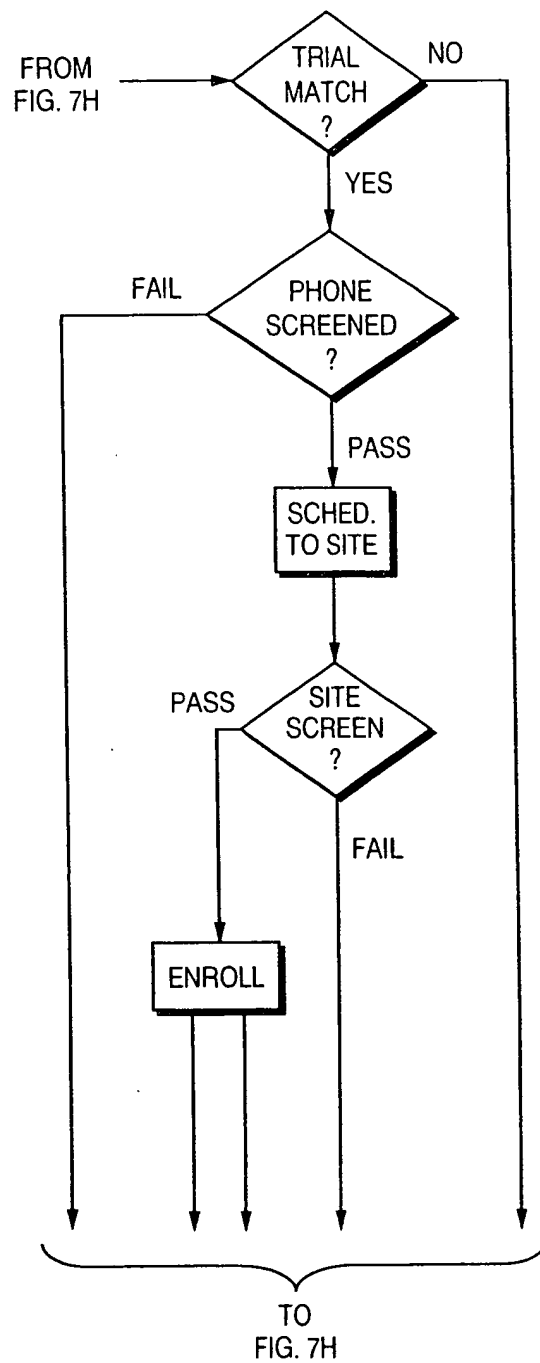 FROM
FIG. 7H
TRIAL
MATCH
?
NO
YES
FAIL
PHONE
SCREENED
?
PASS
SCHED.
TO SITE
PASS
SITE
SCREEN
?
FAIL
ENROLL
TO
FIG. 7H